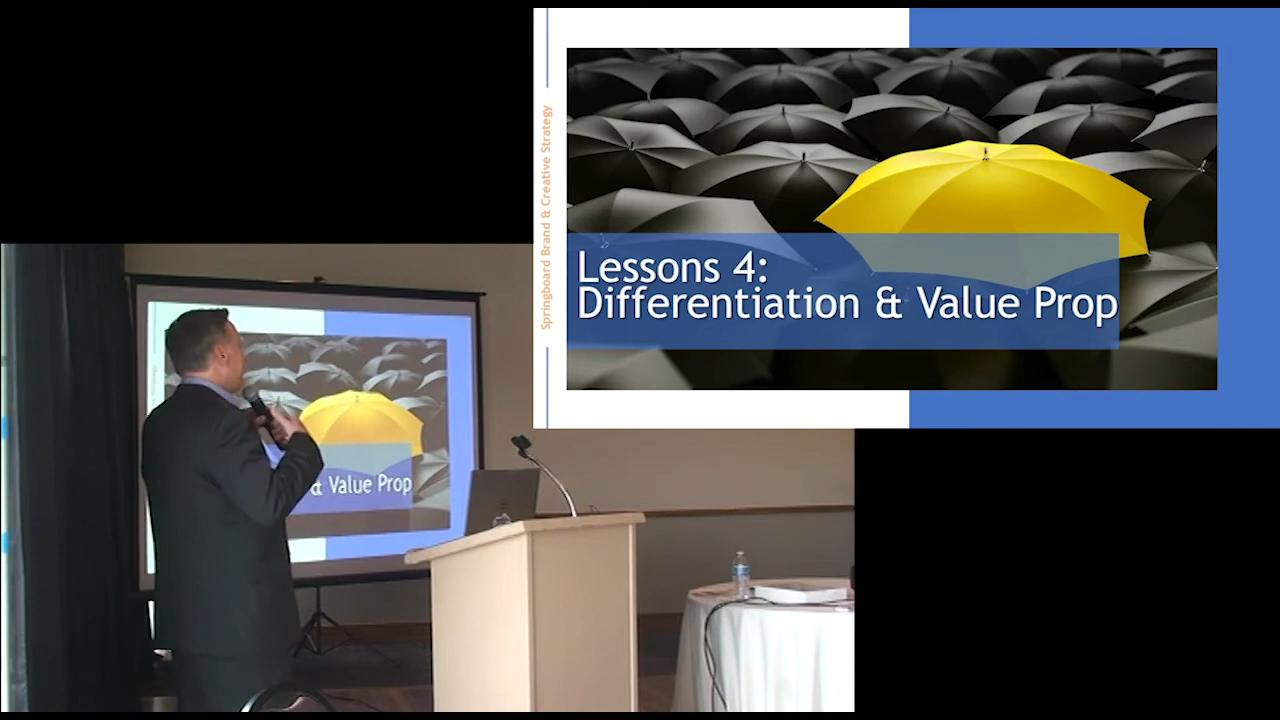 Springboard Brand & Creative Strategy
Lessons 4:
Differentiation & Value Prop
& Value Prop